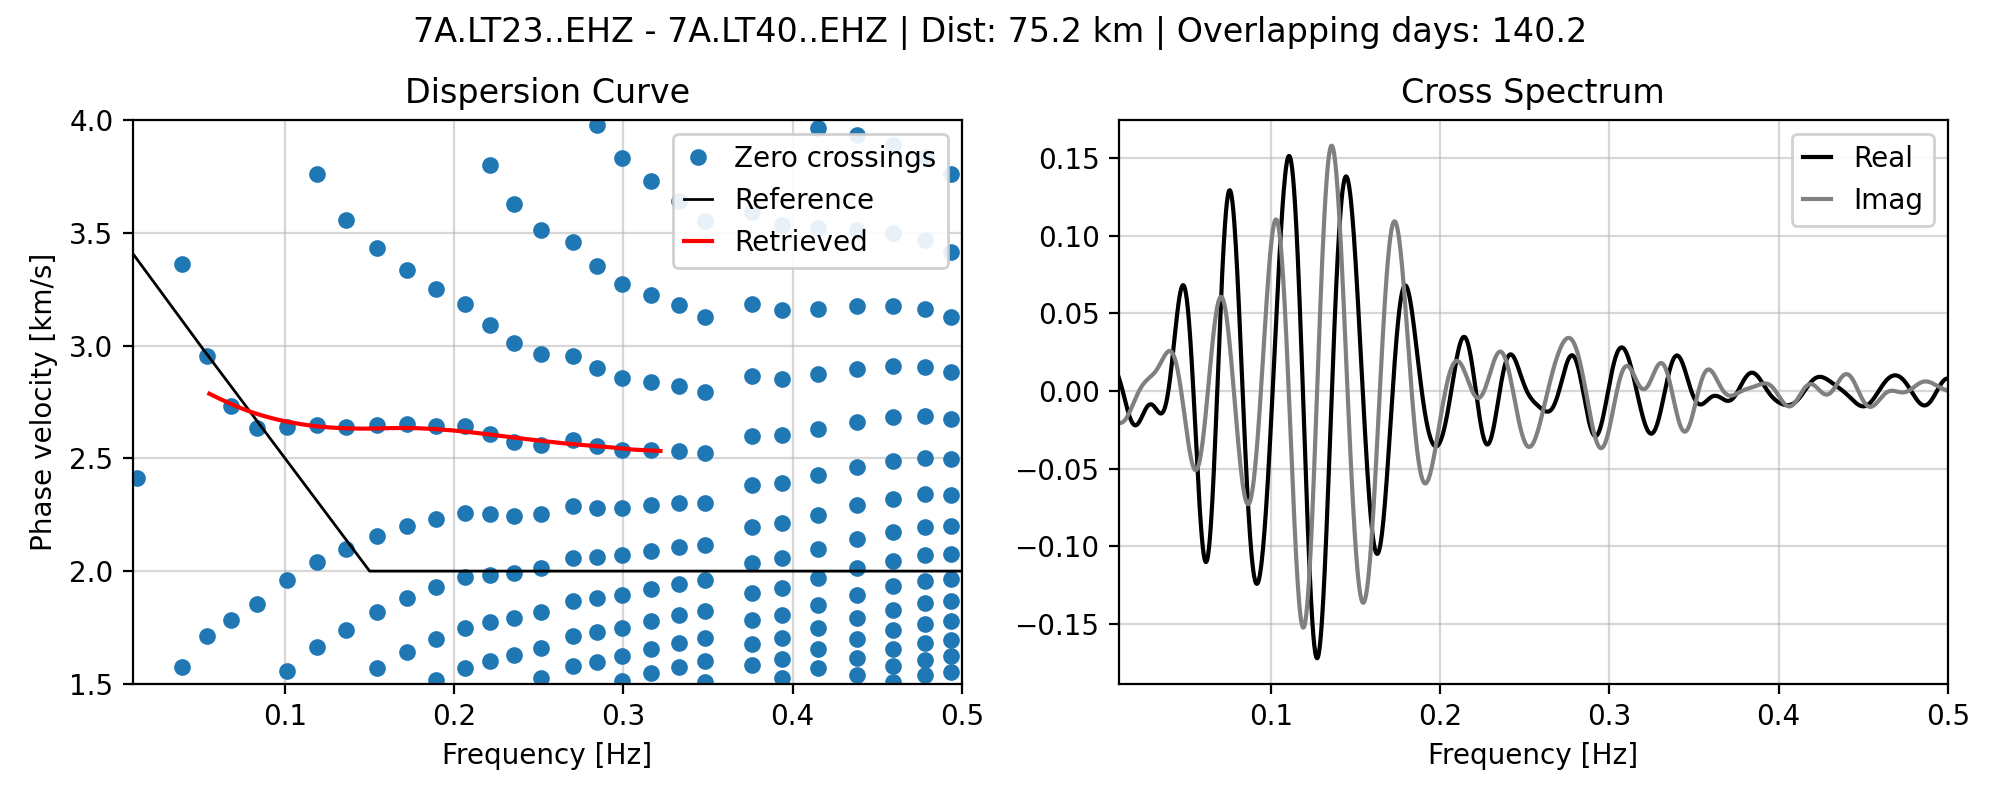 7A.LT23..EHZ - 7A.LT40..EHZ | Dist: 75.2 km | Overlapping days: 140.2
Dispersion Curve
4.0
3.5
3.0
2.5
2.0
1.5
Phase velocity [km/s]
0.1
0.2
0.3
0.4
0.5
Frequency [Hz]
Zero crossings
Reference
Retrieved
Cross Spectrum
0.15
0.10
0.05
0.00
−0.05
−0.10
−0.15
0.1
0.2
0.3
0.4
0.5
Frequency [Hz]
Real
Imag